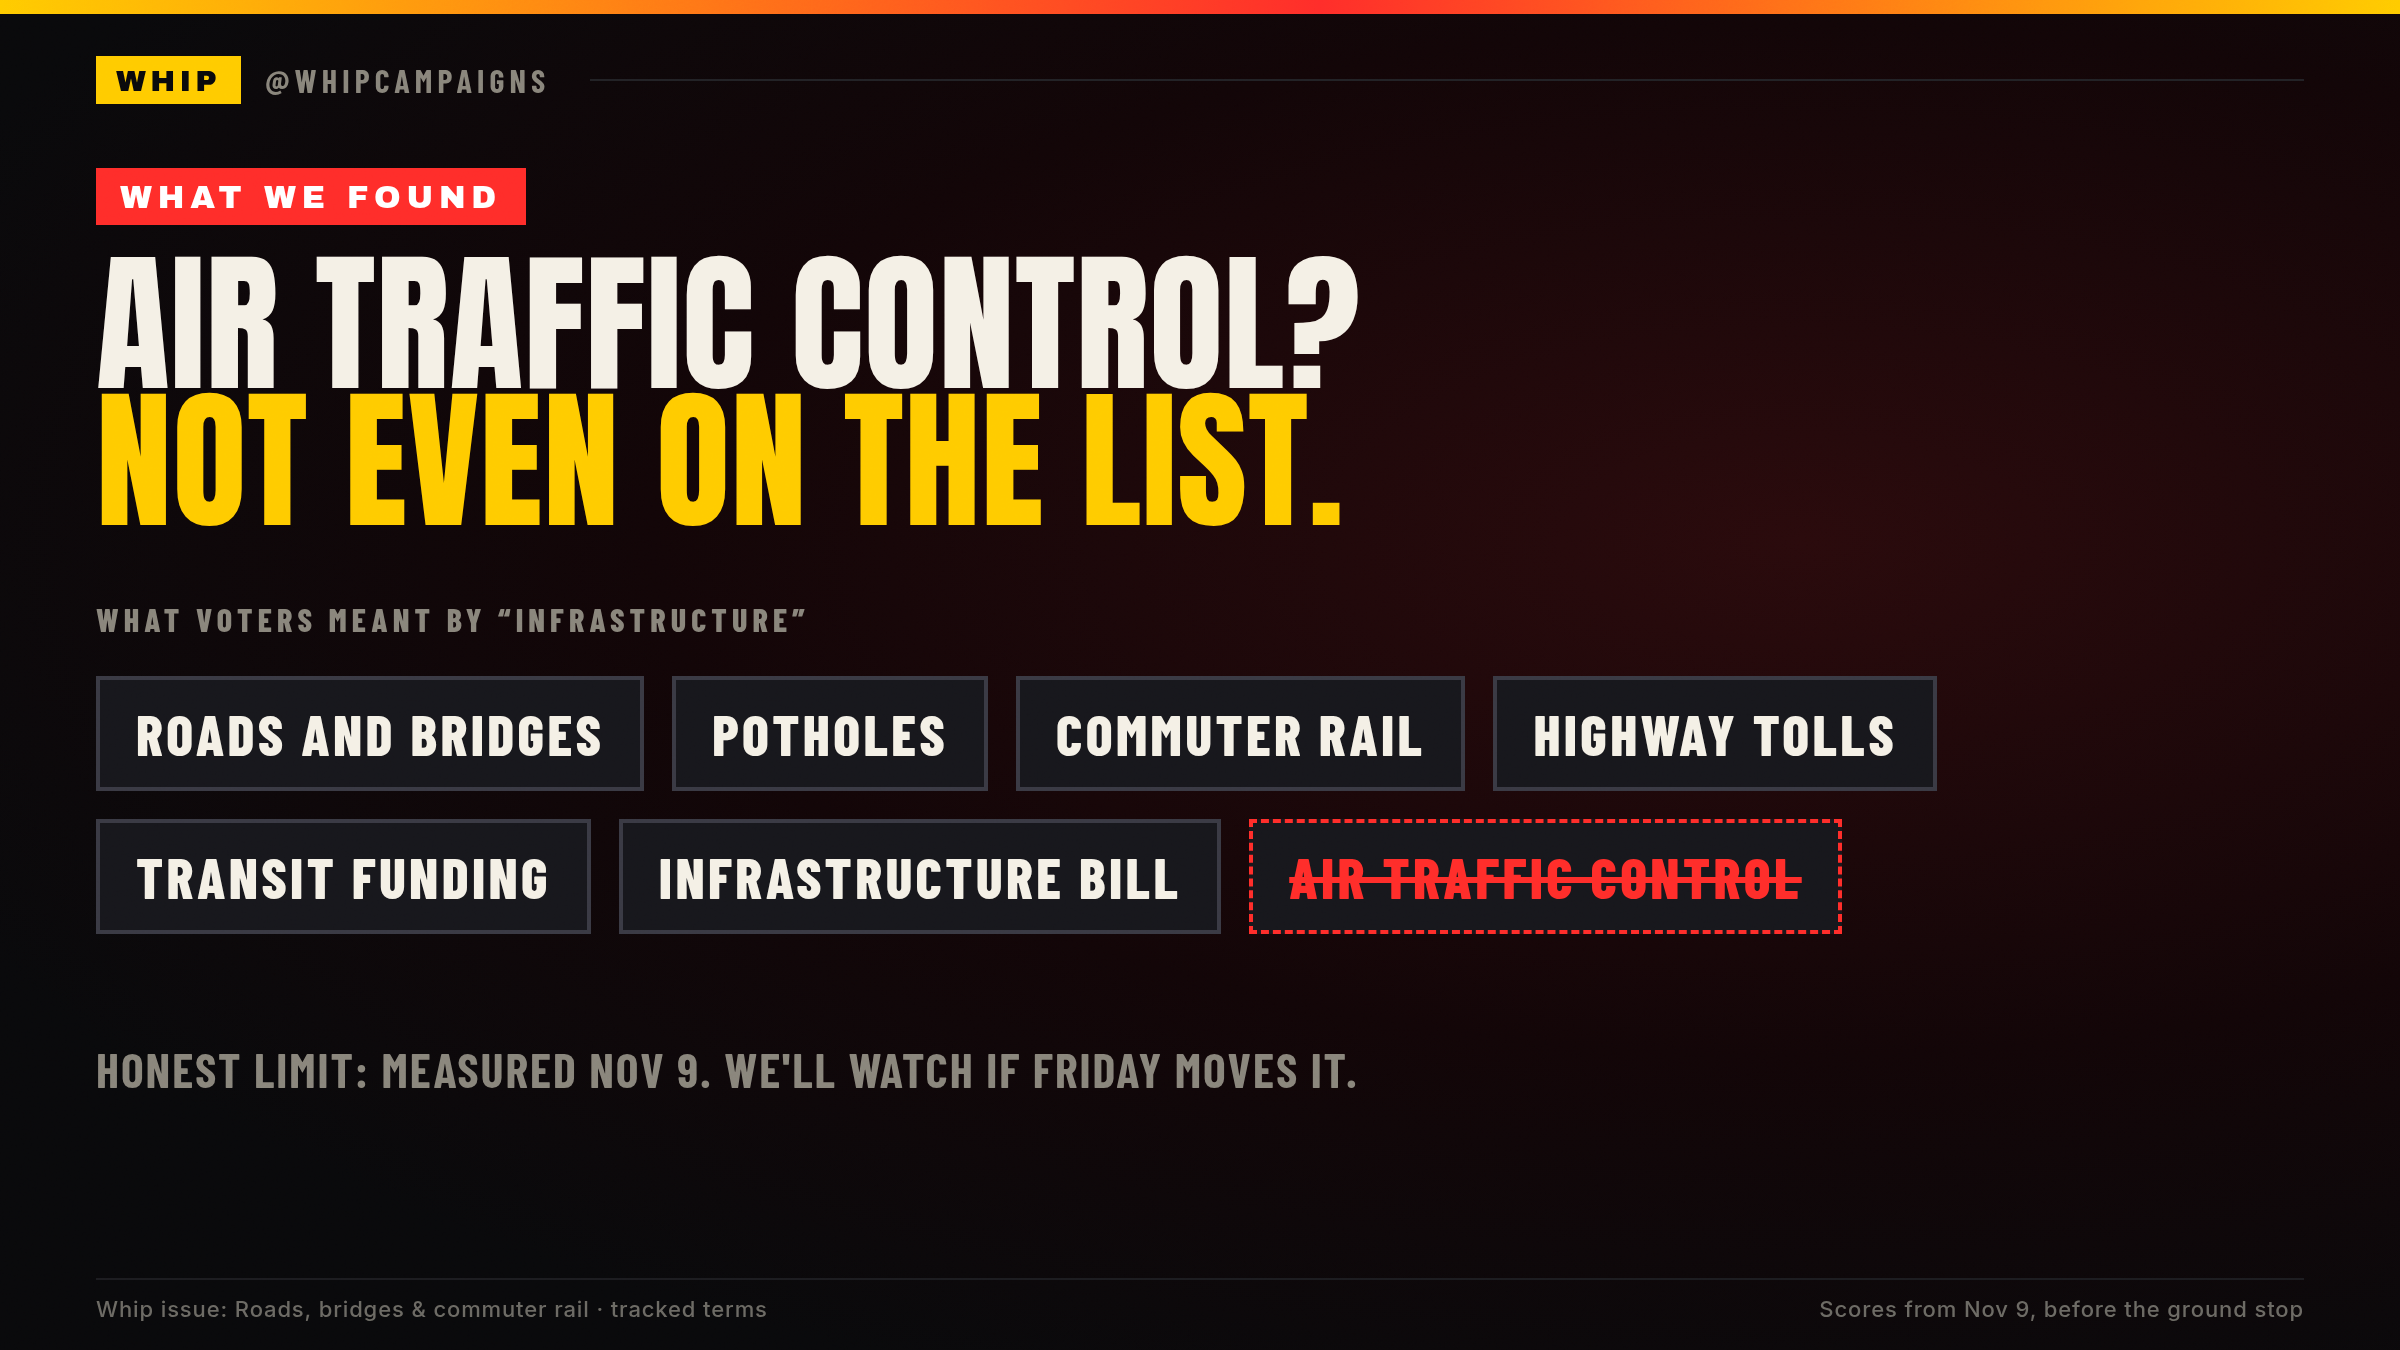 WHIP @WHIPCAMPAIGNS
WHAT WE FOUND
AIR TRAFFIC CONTROL?
NOT EVEN ON THE LIST.
WHAT VOTERS MEANT BY “INFRASTRUCTURE”
ROADS AND BRIDGES POTHOLES COMMUTER RAIL HIGHWAY TOLLS
TRANSIT FUNDING INFRASTRUCTURE BILL AIR TRAFFIC CONTROL
HONEST LIMIT: MEASURED NOV 9. WE'LL WATCH IF FRIDAY MOVES IT.
Whip issue: Roads, bridges & commuter rail · tracked terms
Scores from Nov 9, before the ground stop